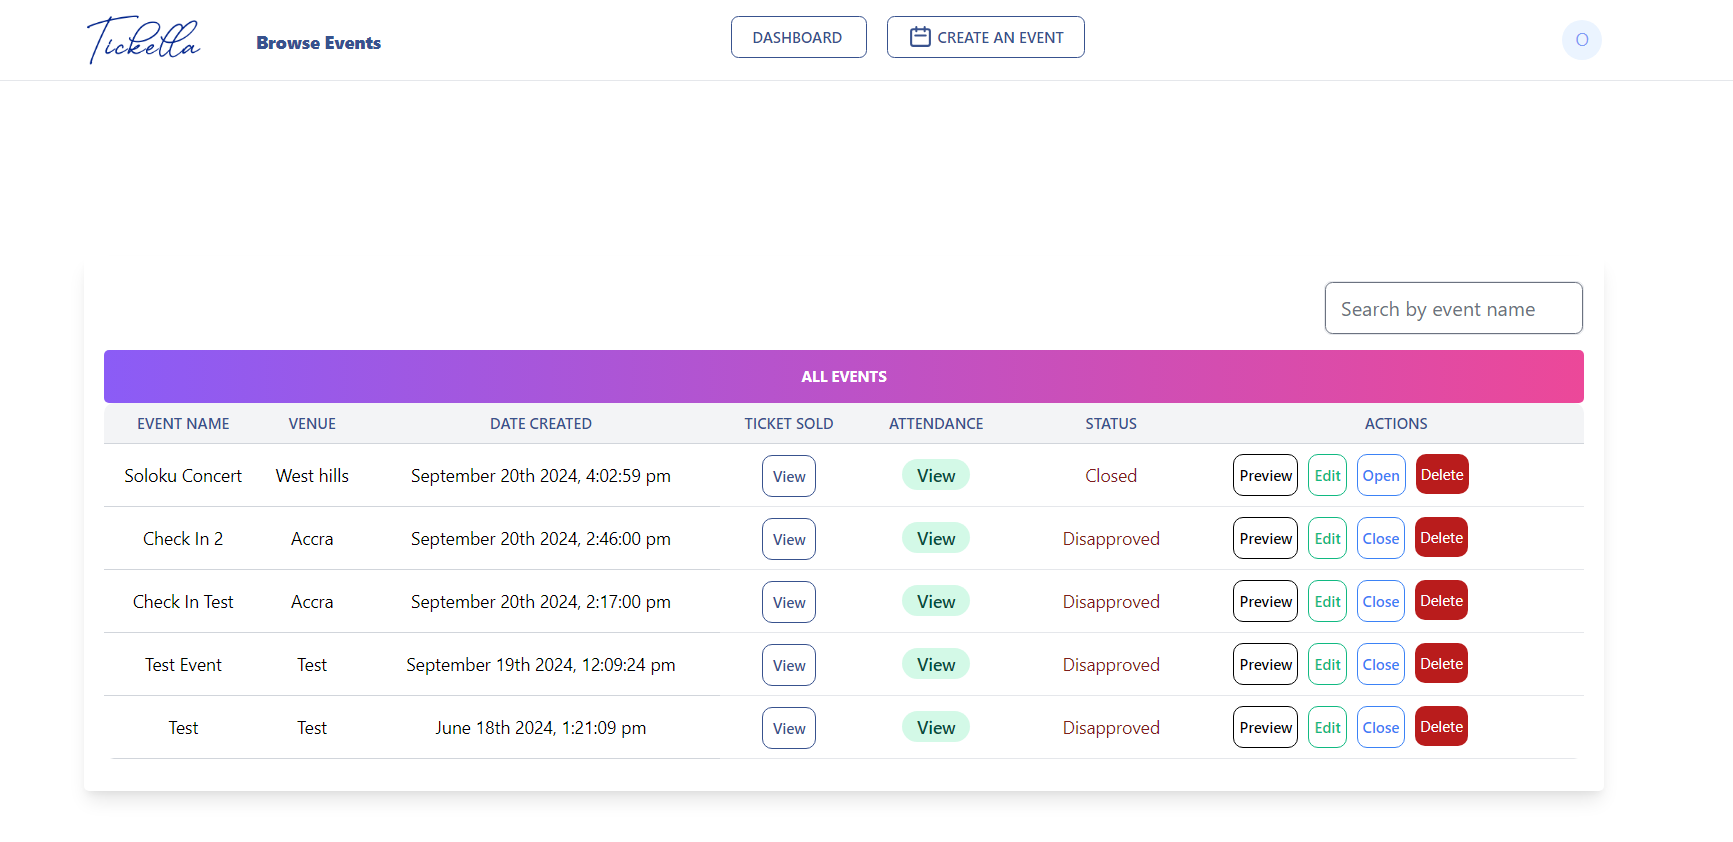 Tickella Browse Events DASHBOARD CREATE AN EVENT O
Search by event name
ALL EVENTS
EVENT NAME VENUE DATE CREATED TICKET SOLD ATTENDANCE STATUS ACTIONS
Soloku Concert West hills September 20th 2024, 4:02:59 pm View View Closed Preview Edit Open Delete
Check In 2 Accra September 20th 2024, 2:46:00 pm View View Disapproved Preview Edit Close Delete
Check In Test Accra September 20th 2024, 2:17:00 pm View View Disapproved Preview Edit Close Delete
Test Event Test September 19th 2024, 12:09:24 pm View View Disapproved Preview Edit Close Delete
Test Test June 18th 2024, 1:21:09 pm View View Disapproved Preview Edit Close Delete